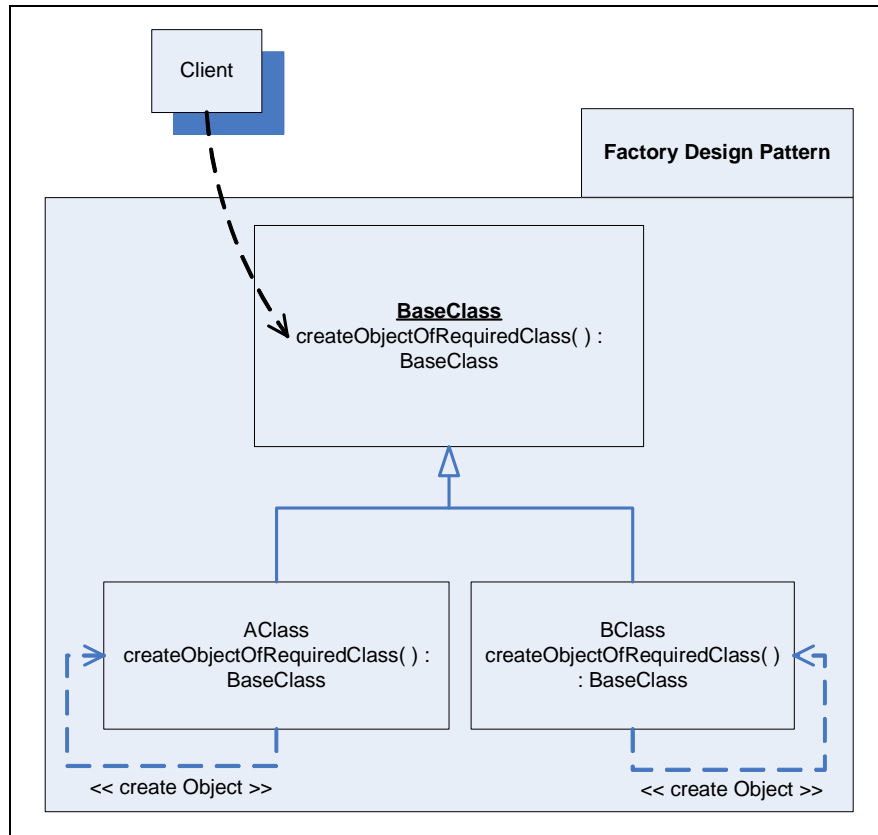 Client
Factory Design Pattern
BaseClass
createObjectOfRequiredClass( ) :
BaseClass
AClass
createObjectOfRequiredClass( ) :
BaseClass
BClass
createObjectOfRequiredClass( )
: BaseClass
<< create Object >>
<< create Object >>